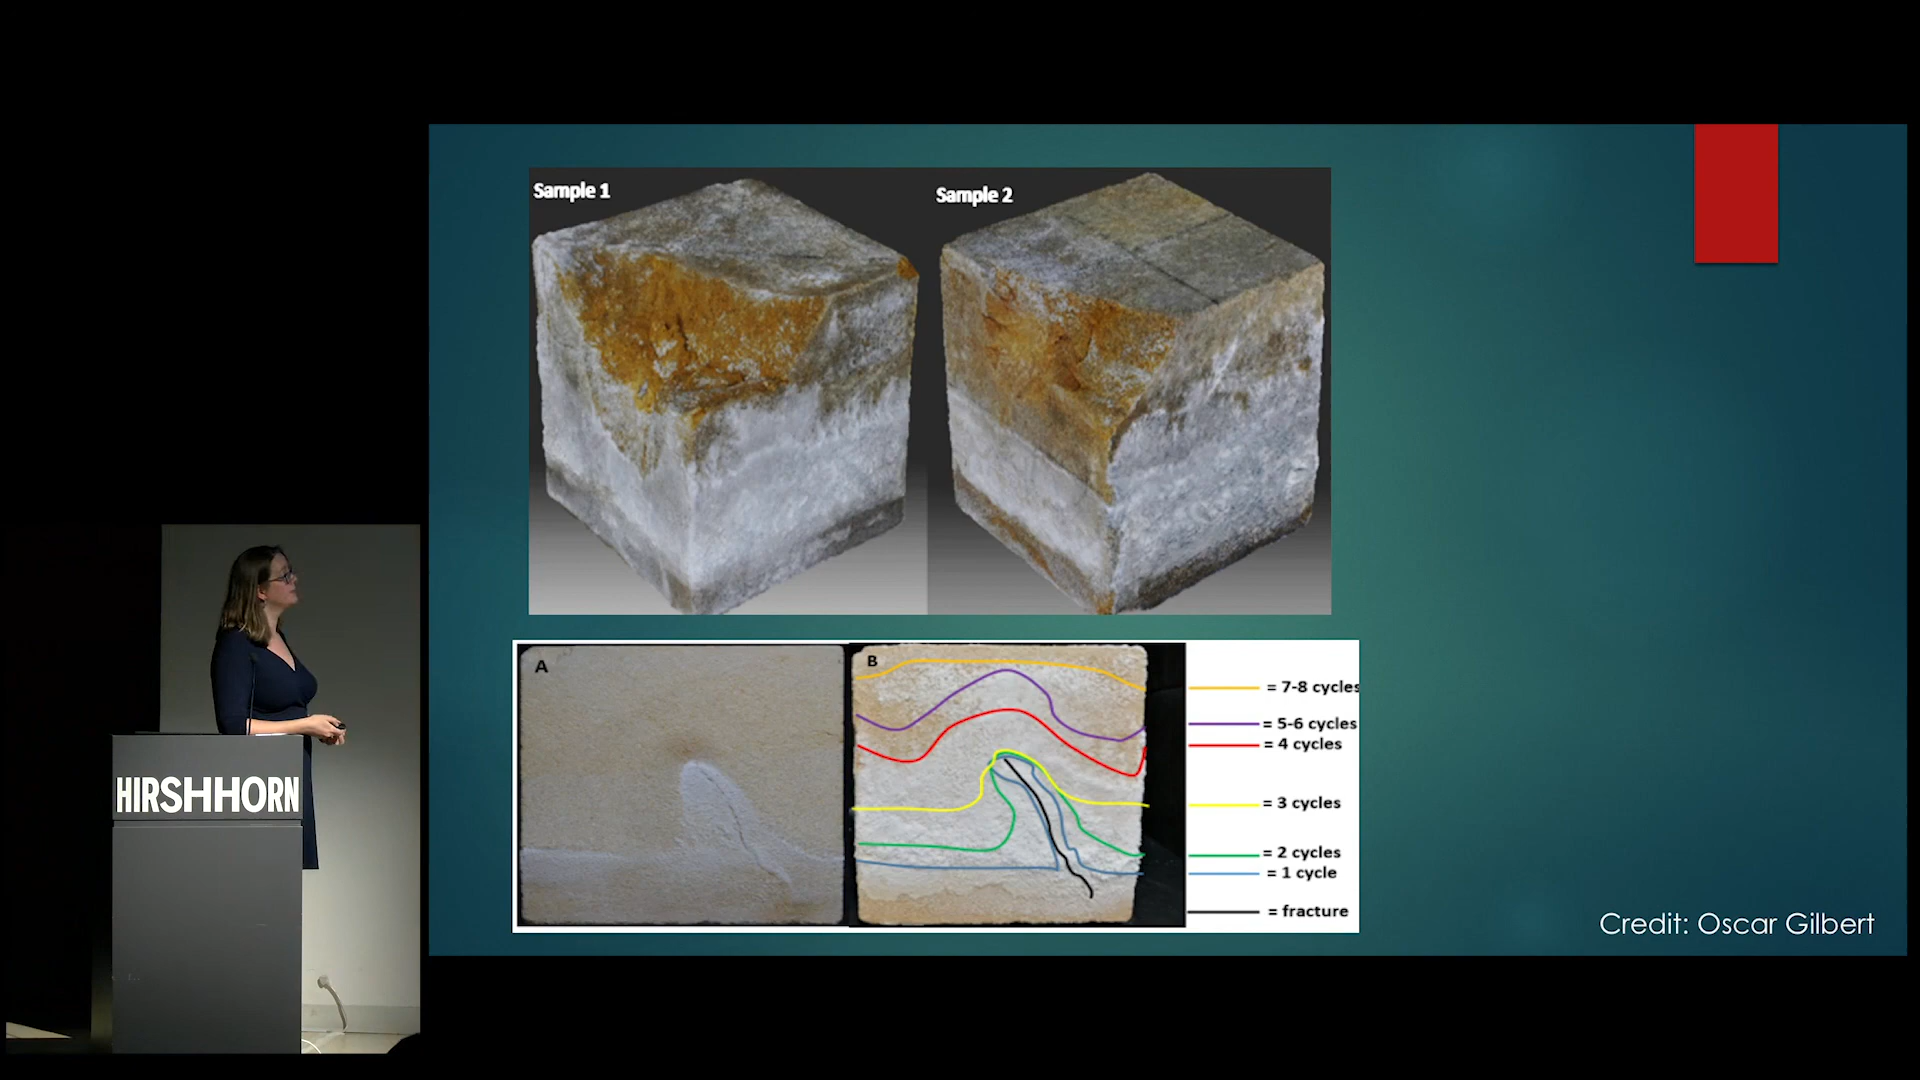 Sample 1
Sample 2
A
B
= 7-8 cycles
= 5-6 cycles
= 4 cycles
= 3 cycles
= 2 cycles
= 1 cycle
= fracture
Credit: Oscar Gilbert
HIRSHHORN